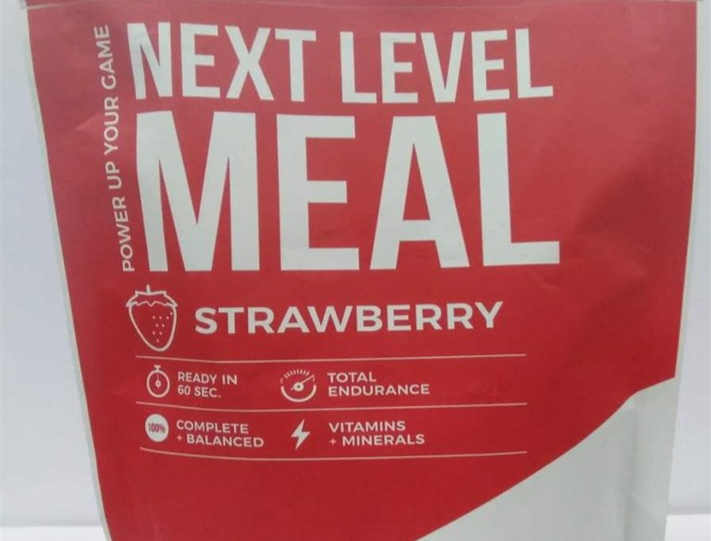 POWER UP YOUR GAME
NEXT LEVEL
MEAL
STRAWBERRY
READY IN
60 SEC.
TOTAL
ENDURANCE
100%
COMPLETE
+ BALANCED
VITAMINS
+ MINERALS